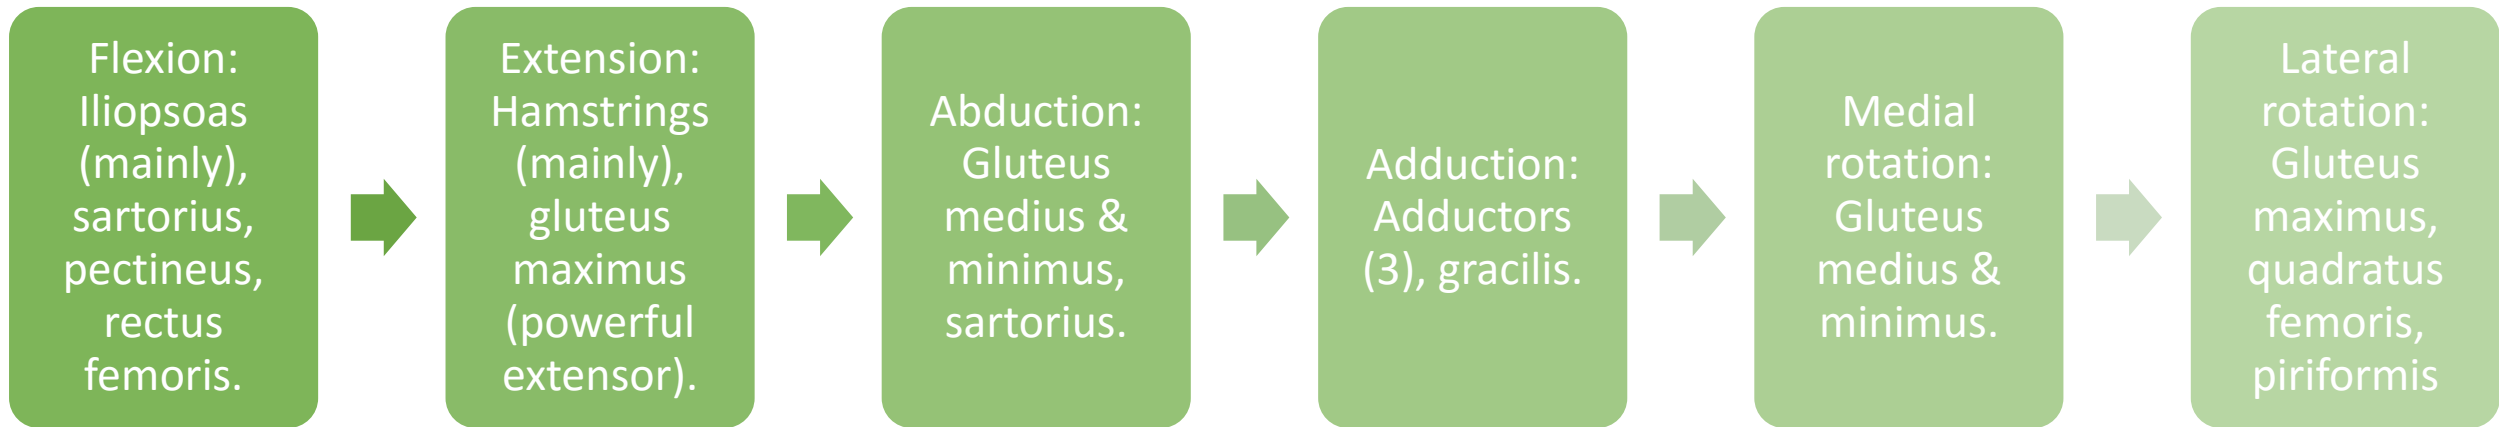 Flexion:
Iliopsoas
(mainly),
sartorius,
pectineus,
rectus
femoris.
Extension:
Hamstrings
(mainly),
gluteus
maximus
(powerful
extensor).
Abduction:
Gluteus
medius &
minimus,
sartorius.
Adduction:
Adductors
(3), gracilis.
Medial
rotation:
Gluteus
medius &
minimus.
Lateral
rotation:
Gluteus
maximus,
quadratus
femoris,
piriformis